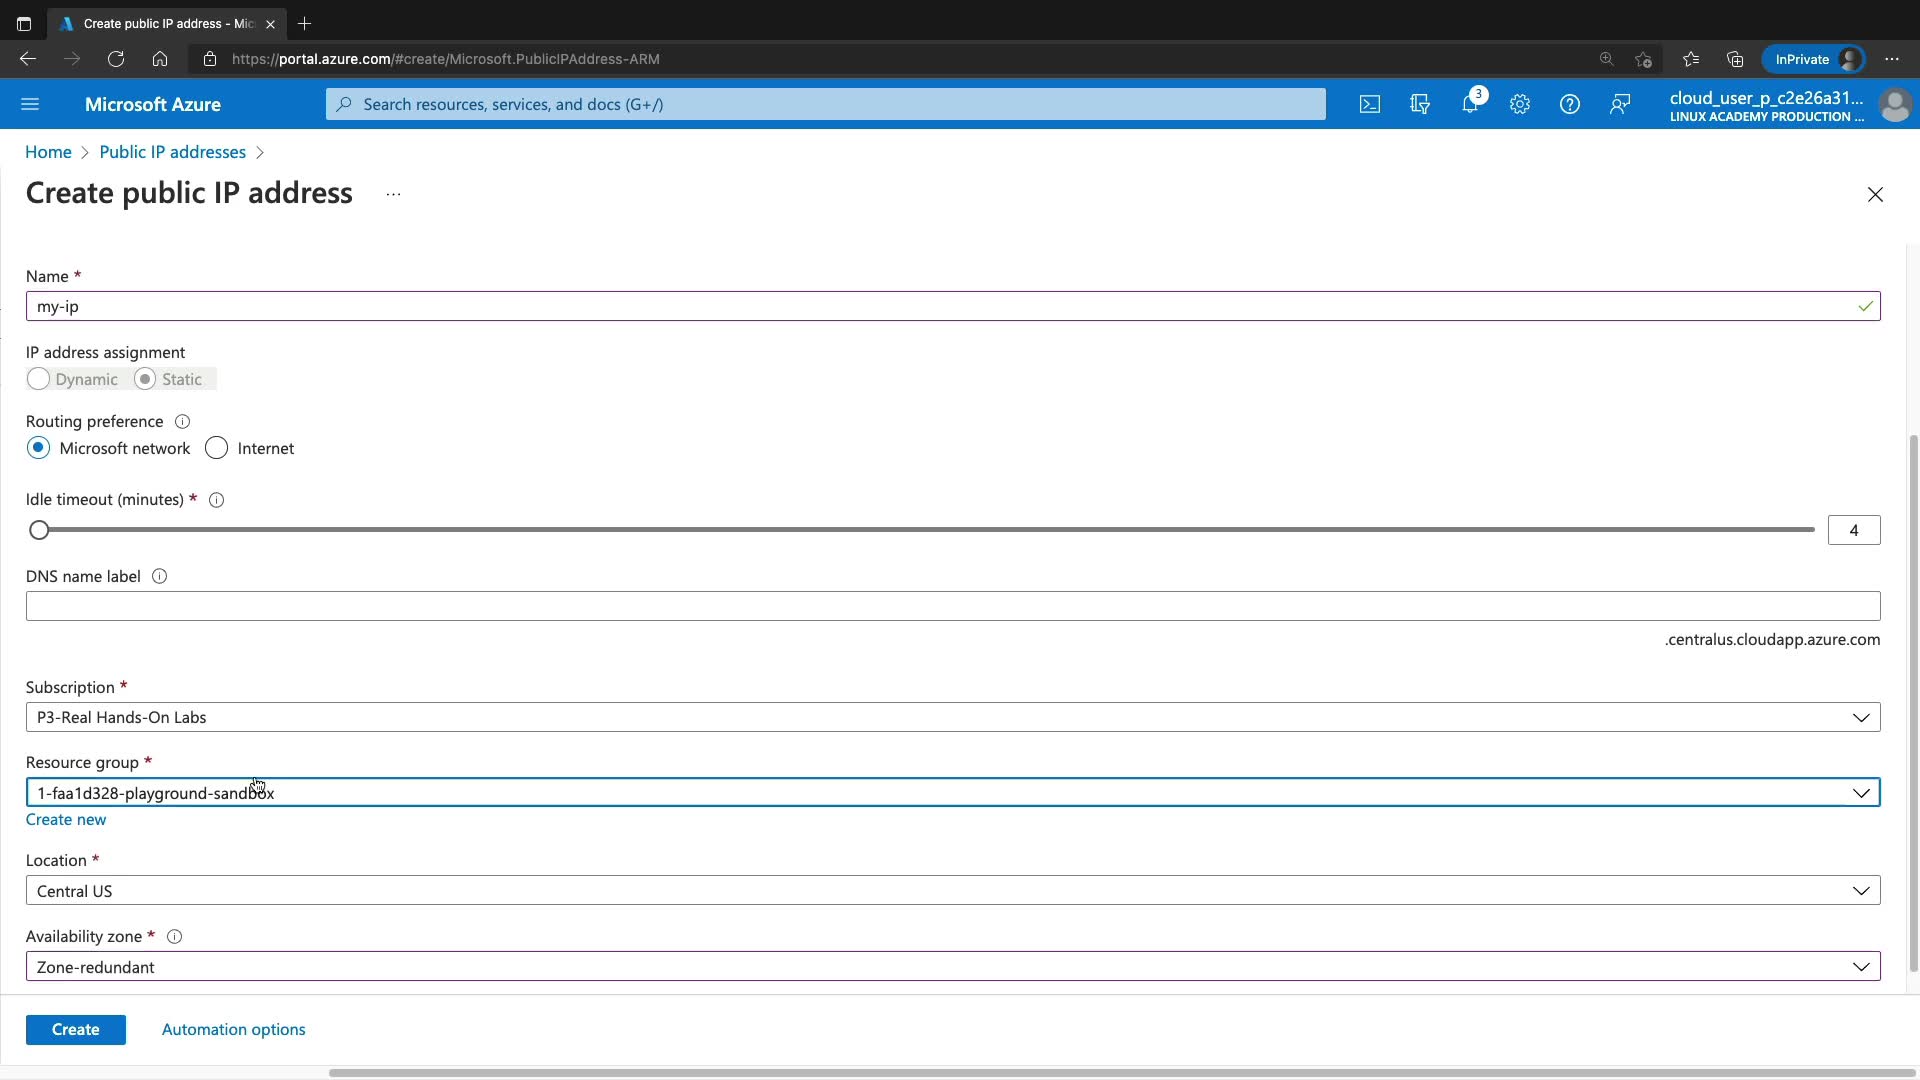 Create public IP address - Mic
https://portal.azure.com/#create/Microsoft.PublicIPAddress-ARM
InPrivate
Microsoft Azure
Search resources, services, and docs (G+/)
3
cloud_user_p_c2e26a31...
LINUX ACADEMY PRODUCTION ...
Home > Public IP addresses >
Create public IP address ...
Name *
my-ip
IP address assignment
Dynamic Static
Routing preference
Microsoft network Internet
Idle timeout (minutes) *
4
DNS name label
.centralus.cloudapp.azure.com
Subscription *
P3-Real Hands-On Labs
Resource group *
1-faa1d328-playground-sandbox
Create new
Location *
Central US
Availability zone *
Zone-redundant
Create Automation options